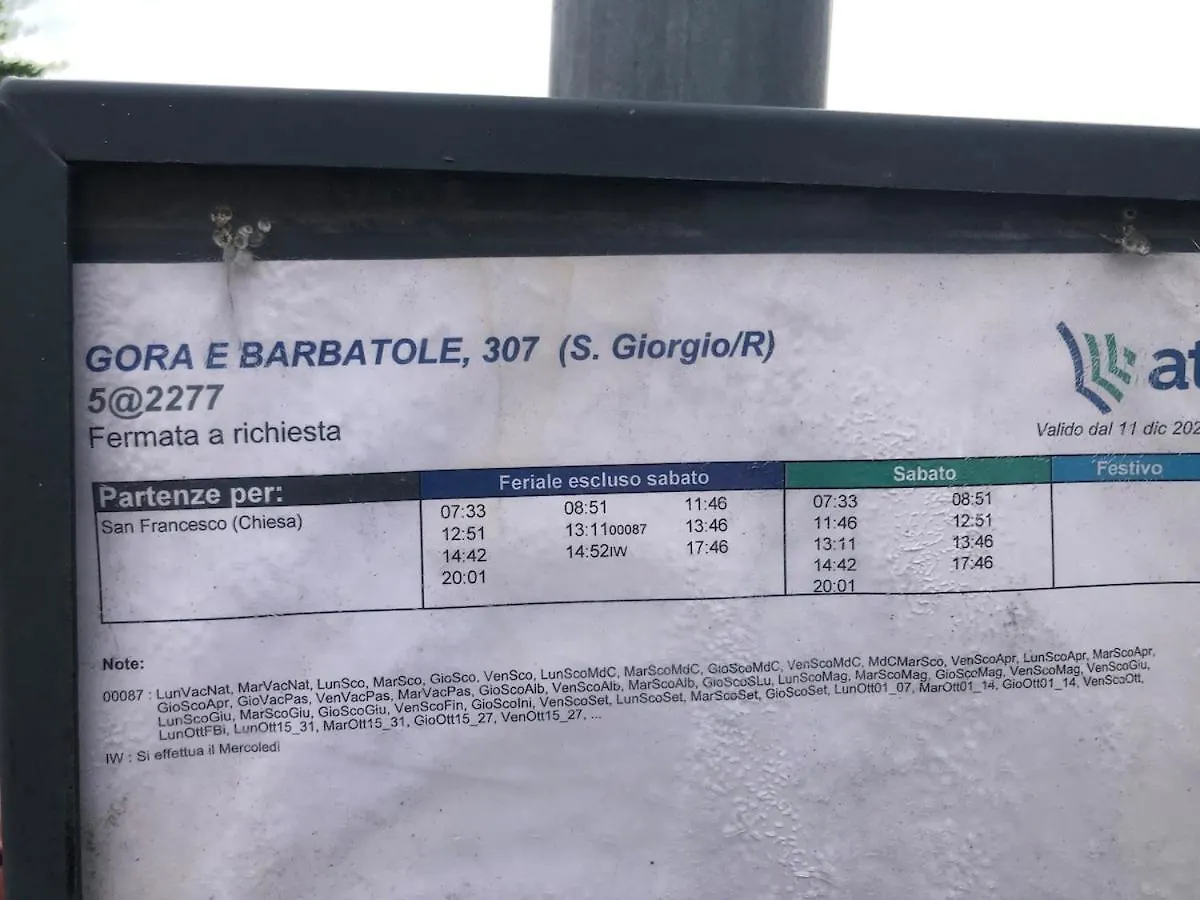 GORA E BARBATOLE, 307 (S. Giorgio/R)
5@2277
Fermata a richiesta
at
Valido dal 11 dic 202
Partenze per: Feriale escluso sabato Sabato Festivo
San Francesco (Chiesa) 07:33 08:51 11:46 07:33 08:51
12:51 13:1100087 13:46 11:46 12:51
14:42 14:52IW 17:46 13:11 13:46
20:01 14:42 17:46
20:01
Note:
00087 : LunVacNat, MarVacNat, LunSco, MarSco, GioSco, VenSco, LunScoMdC, MarScoMdC, GioScoMdC, VenScoMdC, MdCMarSco, VenScoApr, LunScoApr, MarScoApr,
GioScoApr, GioVacPas, VenVacPas, MarVacPas, GioScoAlb, VenScoAlb, MarScoAlb, GioScoSLu, LunScoMag, MarScoMag, GioScoMag, VenScoMag, VenScoGiu,
LunScoGiu, MarScoGiu, GioScoGiu, VenScoFin, GioScoIni, VenScoSet, LunScoSet, MarScoSet, GioScoSet, LunOtt01_07, MarOtt01_14, GioOtt01_14, VenScoOtt,
LunOttFBi, LunOtt15_31, MarOtt15_31, GioOtt15_27, VenOtt15_27, ...
IW : Si effettua il Mercoledì